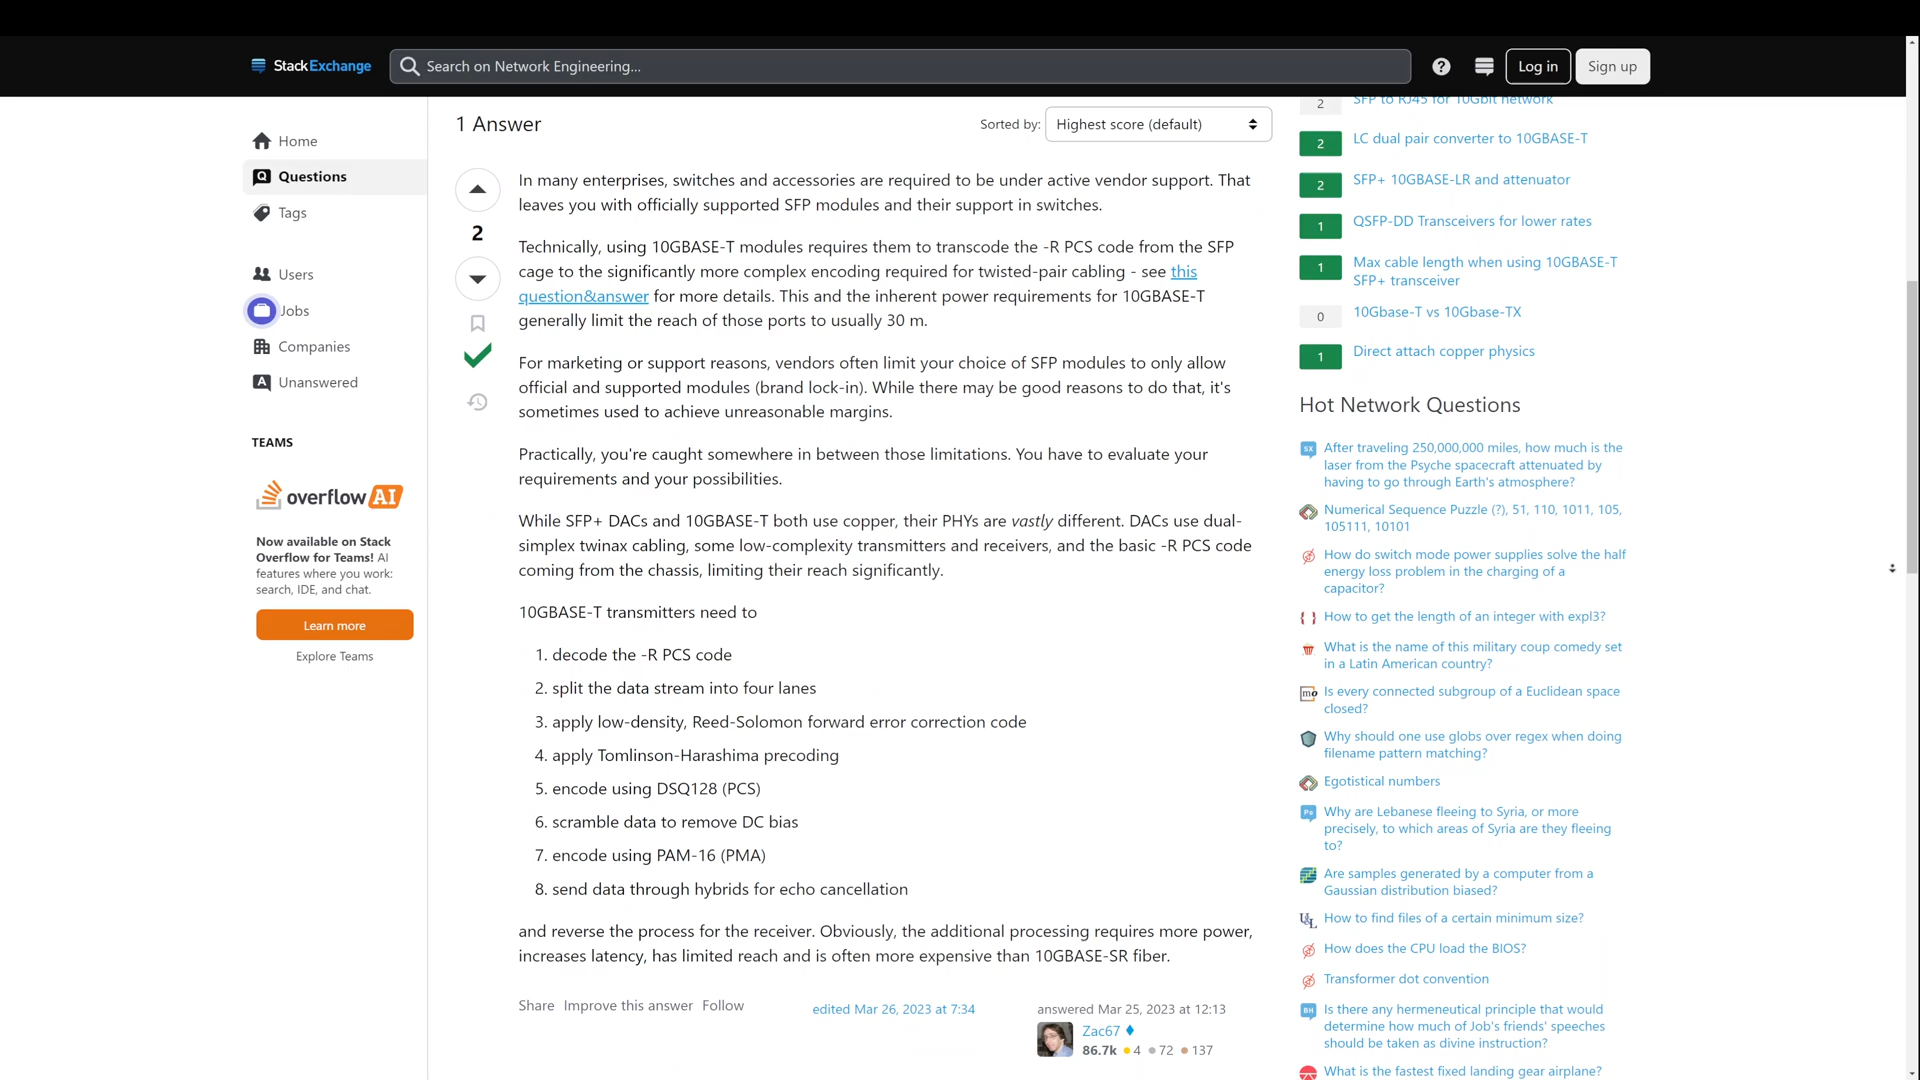 StackExchange
Search on Network Engineering...
Log in
Sign up
Home
Questions
Tags
Users
Jobs
Companies
Unanswered
TEAMS
overflowAI
Now available on Stack
Overflow for Teams! AI
features where you work:
search, IDE, and chat.
Learn more
Explore Teams
1 Answer
Sorted by:
Highest score (default)
2
In many enterprises, switches and accessories are required to be under active vendor support. That
leaves you with officially supported SFP modules and their support in switches.
Technically, using 10GBASE-T modules requires them to transcode the -R PCS code from the SFP
cage to the significantly more complex encoding required for twisted-pair cabling - see this
question&answer for more details. This and the inherent power requirements for 10GBASE-T
generally limit the reach of those ports to usually 30 m.
For marketing or support reasons, vendors often limit your choice of SFP modules to only allow
official and supported modules (brand lock-in). While there may be good reasons to do that, it's
sometimes used to achieve unreasonable margins.
Practically, you're caught somewhere in between those limitations. You have to evaluate your
requirements and your possibilities.
While SFP+ DACs and 10GBASE-T both use copper, their PHYs are vastly different. DACs use dual-
simplex twinax cabling, some low-complexity transmitters and receivers, and the basic -R PCS code
coming from the chassis, limiting their reach significantly.
10GBASE-T transmitters need to
1. decode the -R PCS code
2. split the data stream into four lanes
3. apply low-density, Reed-Solomon forward error correction code
4. apply Tomlinson-Harashima precoding
5. encode using DSQ128 (PCS)
6. scramble data to remove DC bias
7. encode using PAM-16 (PMA)
8. send data through hybrids for echo cancellation
and reverse the process for the receiver. Obviously, the additional processing requires more power,
increases latency, has limited reach and is often more expensive than 10GBASE-SR fiber.
Share Improve this answer Follow
edited Mar 26, 2023 at 7:34
answered Mar 25, 2023 at 12:13
Zac67
86.7k 4 72 137
2 SFP to RJ45 for 10Gbit network
2 LC dual pair converter to 10GBASE-T
2 SFP+ 10GBASE-LR and attenuator
1 QSFP-DD Transceivers for lower rates
1 Max cable length when using 10GBASE-T
SFP+ transceiver
0 10Gbase-T vs 10Gbase-TX
1 Direct attach copper physics
Hot Network Questions
After traveling 250,000,000 miles, how much is the
laser from the Psyche spacecraft attenuated by
having to go through Earth's atmosphere?
Numerical Sequence Puzzle (?), 51, 110, 1011, 105,
105111, 10101
How do switch mode power supplies solve the half
energy loss problem in the charging of a
capacitor?
How to get the length of an integer with expl3?
What is the name of this military coup comedy set
in a Latin American country?
Is every connected subgroup of a Euclidean space
closed?
Why should one use globs over regex when doing
filename pattern matching?
Egotistical numbers
Why are Lebanese fleeing to Syria, or more
precisely, to which areas of Syria are they fleeing
to?
Are samples generated by a computer from a
Gaussian distribution biased?
How to find files of a certain minimum size?
How does the CPU load the BIOS?
Transformer dot convention
Is there any hermeneutical principle that would
determine how much of Job's friends' speeches
should be taken as divine instruction?
What is the fastest fixed landing gear airplane?